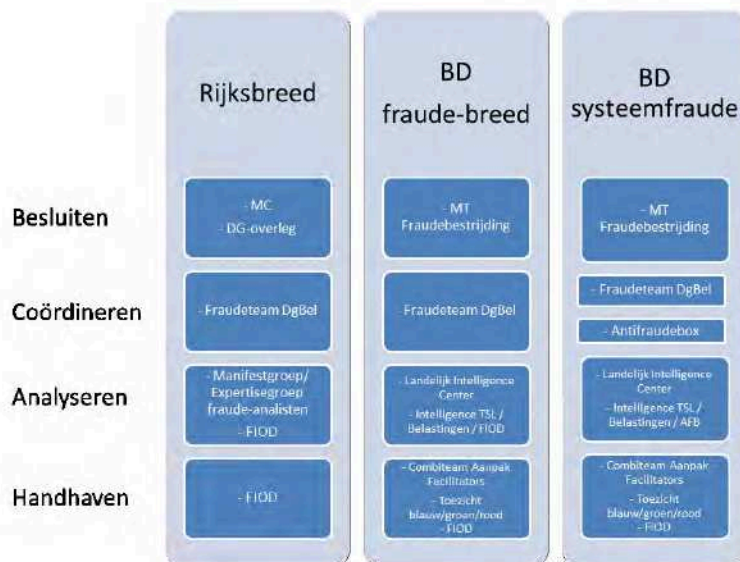 Rijksbreed
BD
fraude-breed
BD
systeemfraude
Besluiten
- MC
- DG-overleg
- MT
Fraudebestrijding
- MT
Fraudebestrijding
Coördineren
- Fraudeteam DgBel
- Fraudeteam DgBel
- Fraudeteam DgBel
- Antifraudebox
Analyseren
- Manifestgroep/
Expertisegroep
fraude-analisten
- FIOD
- Landelijk Intelligence
Center
- Intelligence TSL /
Belastingen / FIOD
- Landelijk Intelligence
Center
- Intelligence TSL /
Belastingen / AFB
Handhaven
- FIOD
- Combiteam Aanpak
Facilitators
- Toezicht
blauw/groen/rood
- FIOD
- Combiteam Aanpak
Facilitators
- Toezicht
blauw/groen/rood
- FIOD